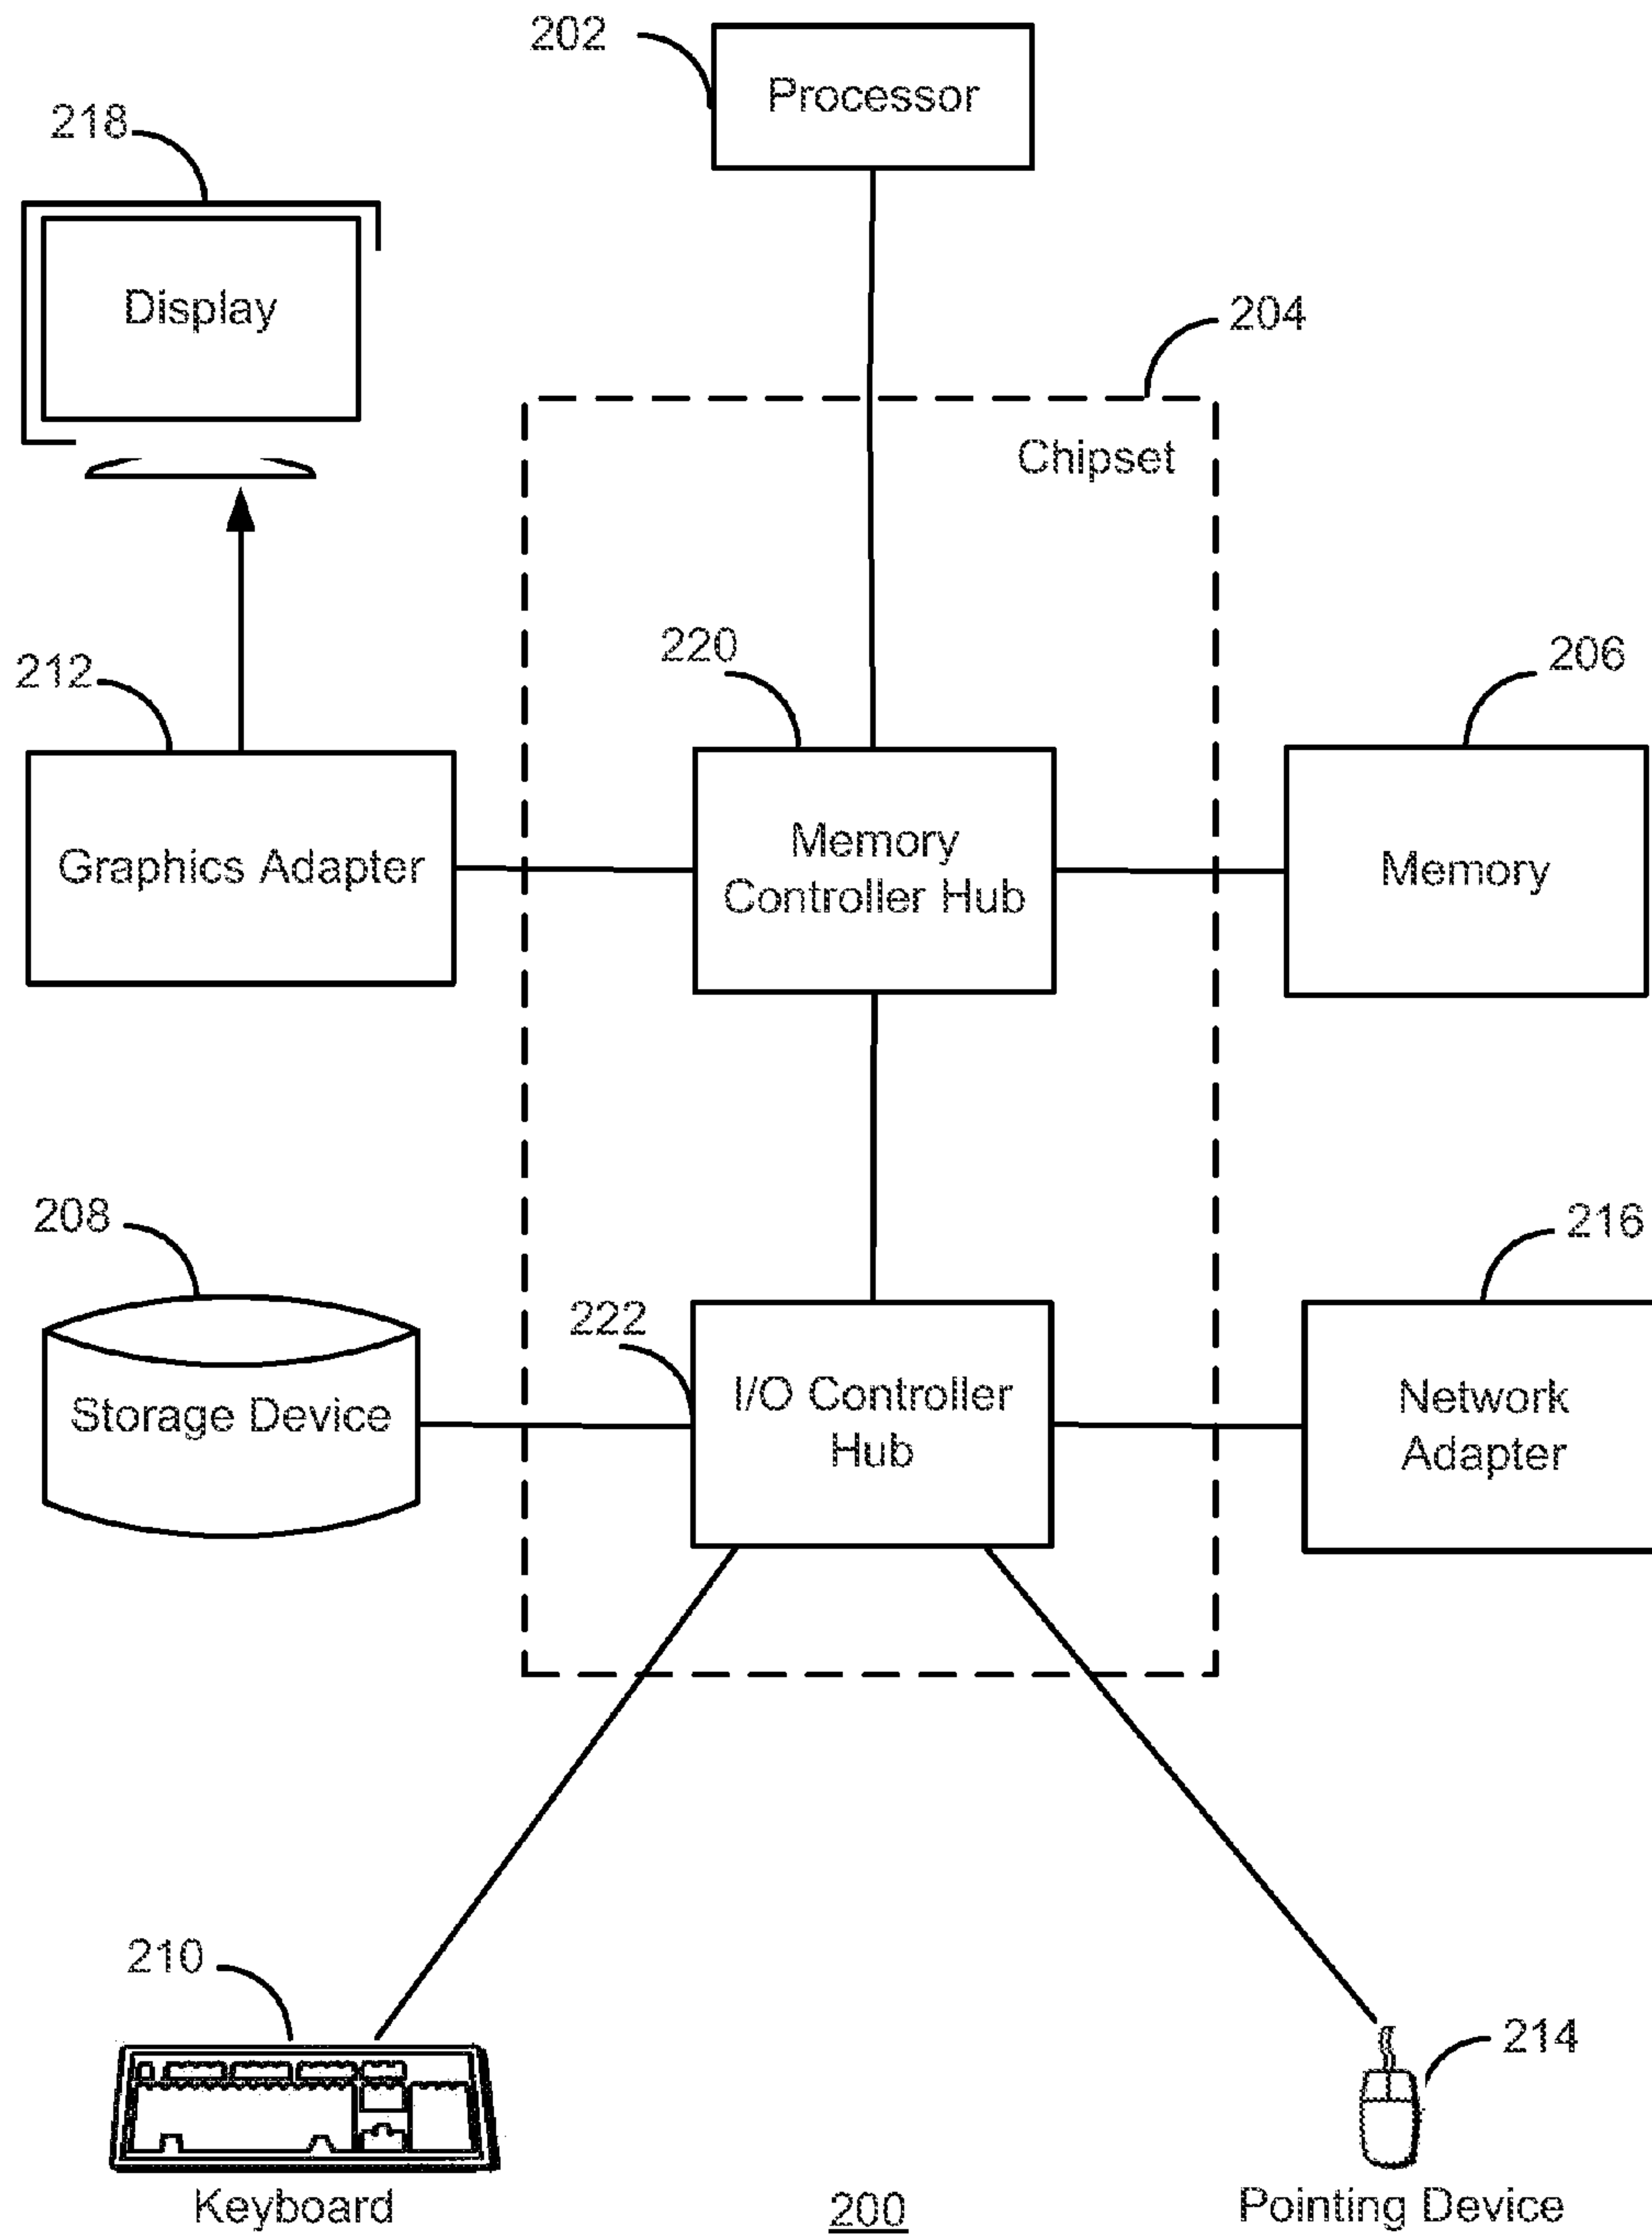 202
Processor
218
Display
204
Chipset
212
220
206
Graphics Adapter
Memory
Controller Hub
Memory
208
222
216
Storage Device
I/O Controller
Hub
Network
Adapter
210
214
Keyboard
200
Pointing Device